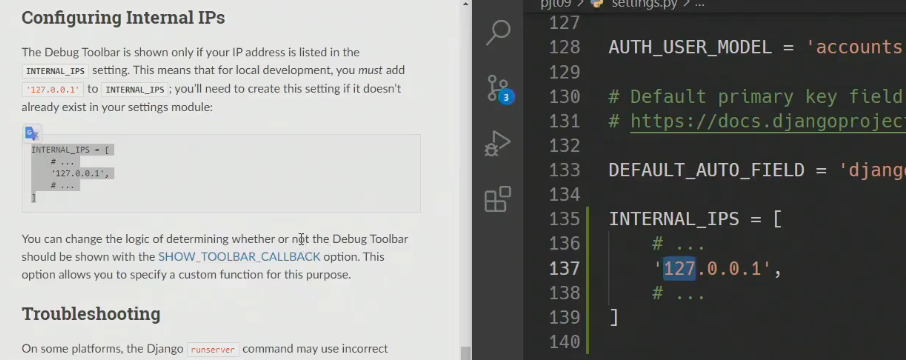 Configuring Internal IPs
The Debug Toolbar is shown only if your IP address is listed in the
INTERNAL_IPS setting. This means that for local development, you must add
'127.0.0.1' to INTERNAL_IPS ; you'll need to create this setting if it doesn't
already exist in your settings module:
INTERNAL_IPS = [
# ...
'127.0.0.1',
# ...
]
You can change the logic of determining whether or not the Debug Toolbar
should be shown with the SHOW_TOOLBAR_CALLBACK option. This
option allows you to specify a custom function for this purpose.
Troubleshooting
On some platforms, the Django runserver command may use incorrect
3
pjt09 settings.py > ...
127
128 AUTH_USER_MODEL = 'accounts
129
130 # Default primary key field
131 # https://docs.djangoprojec
132
133 DEFAULT_AUTO_FIELD = 'django
134
135 INTERNAL_IPS = [
136 # ...
137 '127.0.0.1',
138 # ...
139 ]
140